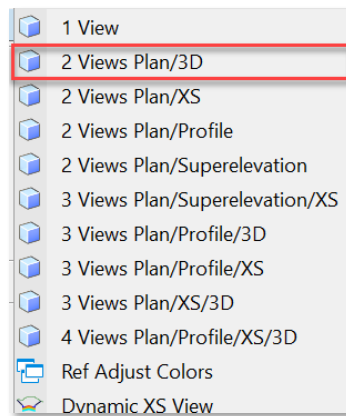 1 View
2 Views Plan/3D
2 Views Plan/XS
2 Views Plan/Profile
2 Views Plan/Superelevation
3 Views Plan/Superelevation/XS
3 Views Plan/Profile/3D
3 Views Plan/Profile/XS
3 Views Plan/XS/3D
4 Views Plan/Profile/XS/3D
Ref Adjust Colors
Dynamic XS View